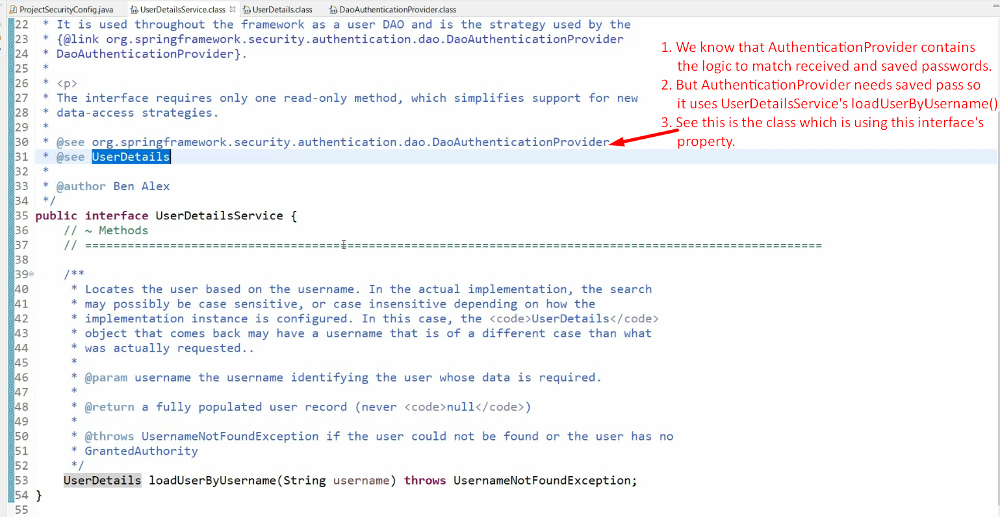 ProjectSecurityConfig.java UserDetailsService.class UserDetails.class DaoAuthenticationProvider.class
22 * It is used throughout the framework as a user DAO and is the strategy used by the
23 * {@link org.springframework.security.authentication.dao.DaoAuthenticationProvider
24 * DaoAuthenticationProvider}.
25 *
26 * <p>
27 * The interface requires only one read-only method, which simplifies support for new
28 * data-access strategies.
29 *
30 * @see org.springframework.security.authentication.dao.DaoAuthenticationProvider
31 * @see UserDetails
32 *
33 * @author Ben Alex
34 */
35 public interface UserDetailsService {
36 // ~ Methods
37 // ========================================================================================================
38
39 /**
40 * Locates the user based on the username. In the actual implementation, the search
41 * may possibly be case sensitive, or case insensitive depending on how the
42 * implementation instance is configured. In this case, the <code>UserDetails</code>
43 * object that comes back may have a username that is of a different case than what
44 * was actually requested..
45 *
46 * @param username the username identifying the user whose data is required.
47 *
48 * @return a fully populated user record (never <code>null</code>)
49 *
50 * @throws UsernameNotFoundException if the user could not be found or the user has no
51 * GrantedAuthority
52 */
53 UserDetails loadUserByUsername(String username) throws UsernameNotFoundException;
54 }
55
1. We know that AuthenticationProvider contains
the logic to match received and saved passwords.
2. But AuthenticationProvider needs saved pass so
it uses UserDetailsService's loadUserByUsername()
3. See this is the class which is using this interface's
property.